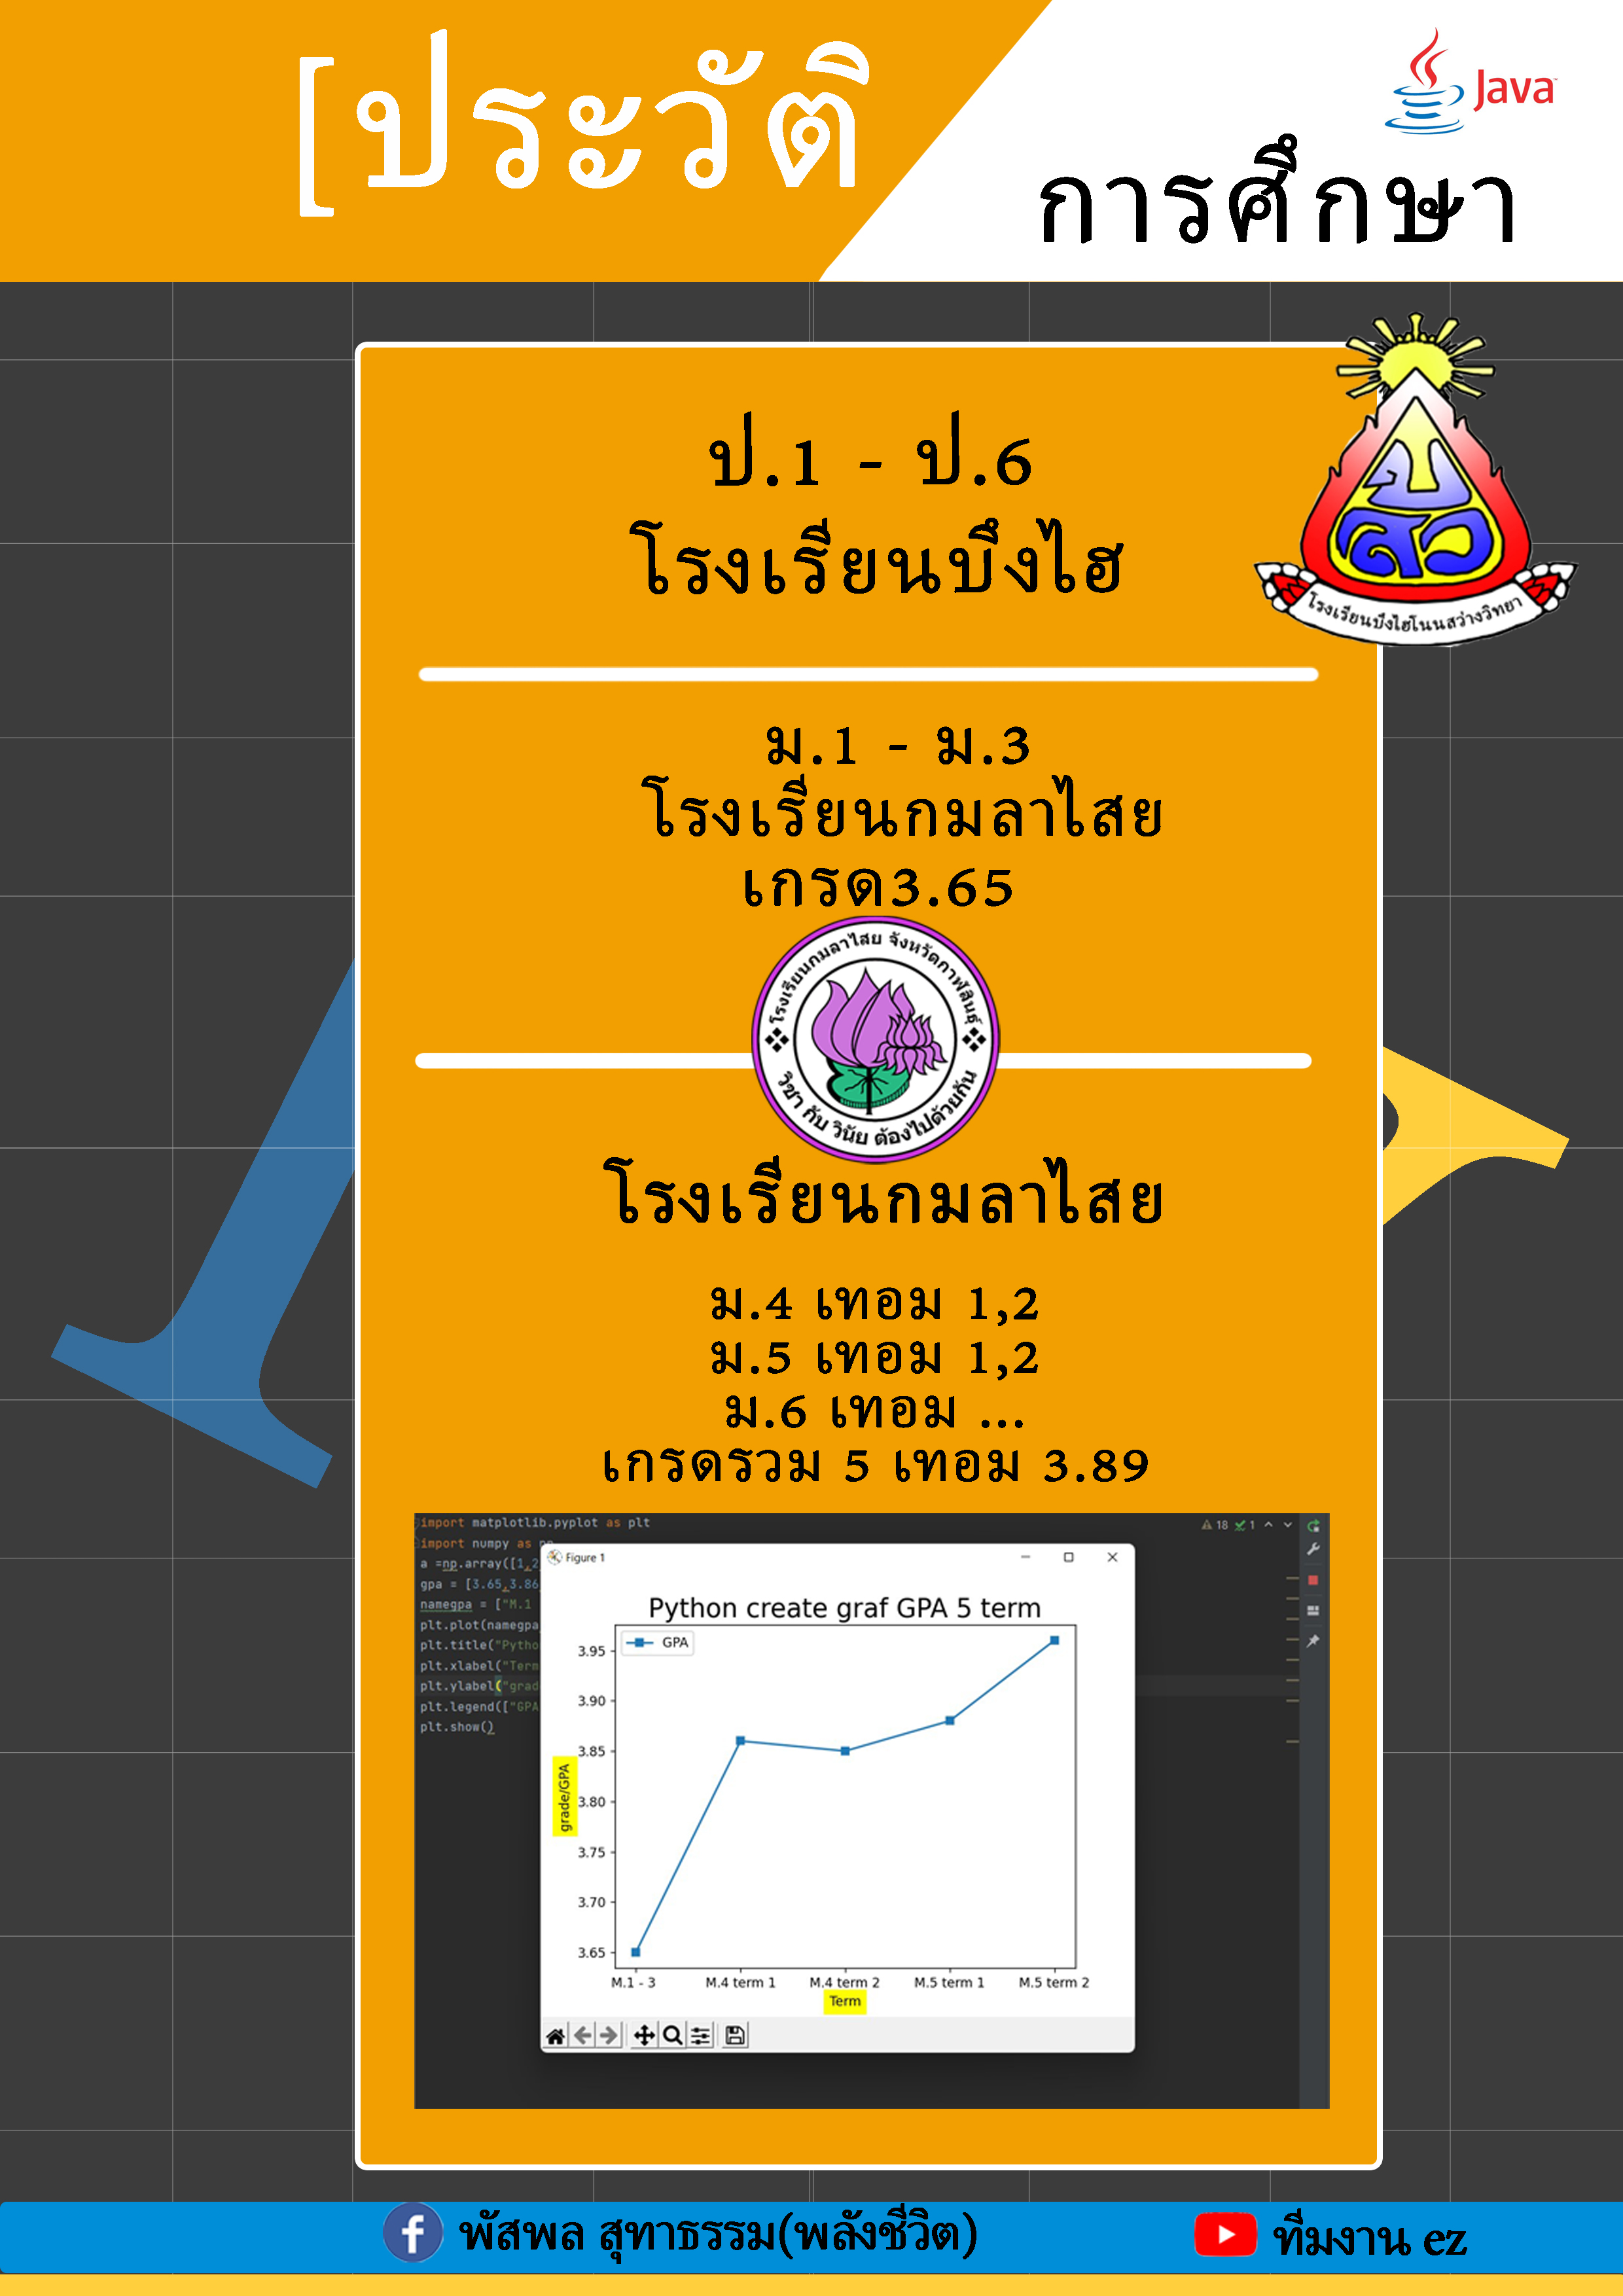 [ประวัติ
Java
การศึกษา
ป.1 - ป.6
โรงเรียนบึงไฮ
บ
สว
โรงเรียนบึงไฮโนนสว่างวิทยา
ม.1 - ม.3
โรงเรียนกมลาไสย
เกรด3.65
โรงเรียนกมลาไสย จังหวัดกาฬสินธุ์
วิชา กับ วินัย ต้องไปด้วยกัน
โรงเรียนกมลาไสย
ม.4 เทอม 1,2
ม.5 เทอม 1,2
ม.6 เทอม ...
เกรดรวม 5 เทอม 3.89
import matplotlib.pyplot as plt
18 1
import numpy as
a =np.array([1,2
gpa = [3.65,3.86
namegpa = ["M.1
plt.plot(namegpa
plt.title("Pytho
plt.xlabel("Term
plt.ylabel("grad
plt.legend(["GPA
plt.show()
Figure 1
Python create graf GPA 5 term
GPA
3.95
3.90
3.85
3.80
3.75
3.70
3.65
grade/GPA
M.1 - 3 M.4 term 1 M.4 term 2 M.5 term 1 M.5 term 2
Term
พัสพล สุทาธรรม(พลังชีวิต)
ทีมงาน ez